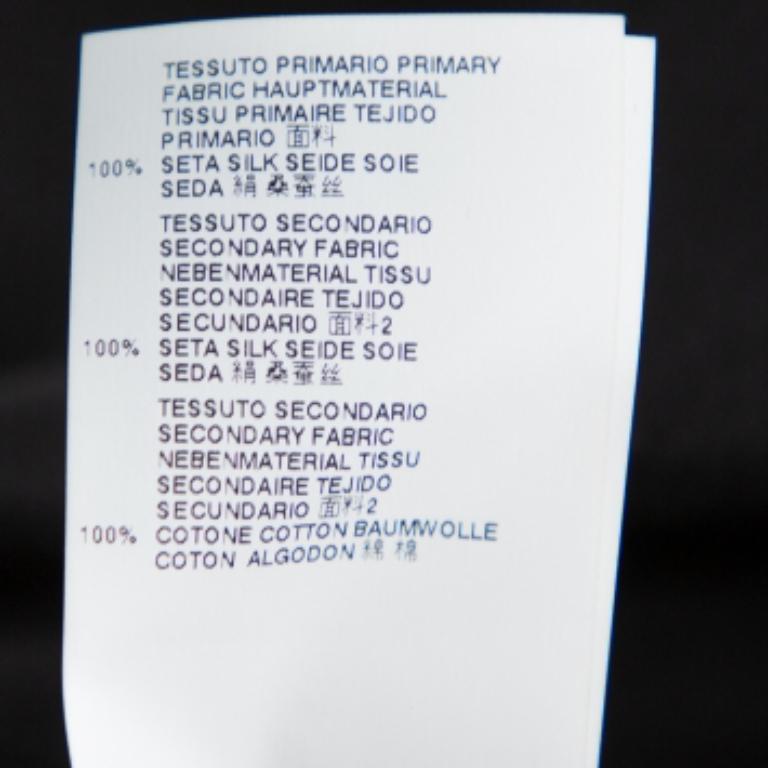 TESSUTO PRIMARIO PRIMARY
FABRIC HAUPTMATERIAL
TISSU PRIMAIRE TEJIDO
PRIMARIO 面料
100% SETA SILK SEIDE SOIE
SEDA 絹 桑蚕丝
TESSUTO SECONDARIO
SECONDARY FABRIC
NEBENMATERIAL TISSU
SECONDAIRE TEJIDO
SECUNDARIO 面料2
100% SETA SILK SEIDE SOIE
SEDA 絹 桑蚕丝
TESSUTO SECONDARIO
SECONDARY FABRIC
NEBENMATERIAL TISSU
SECONDAIRE TEJIDO
SECUNDARIO 面料2
100% COTONE COTTON BAUMWOLLE
COTON ALGODON 綿 棉